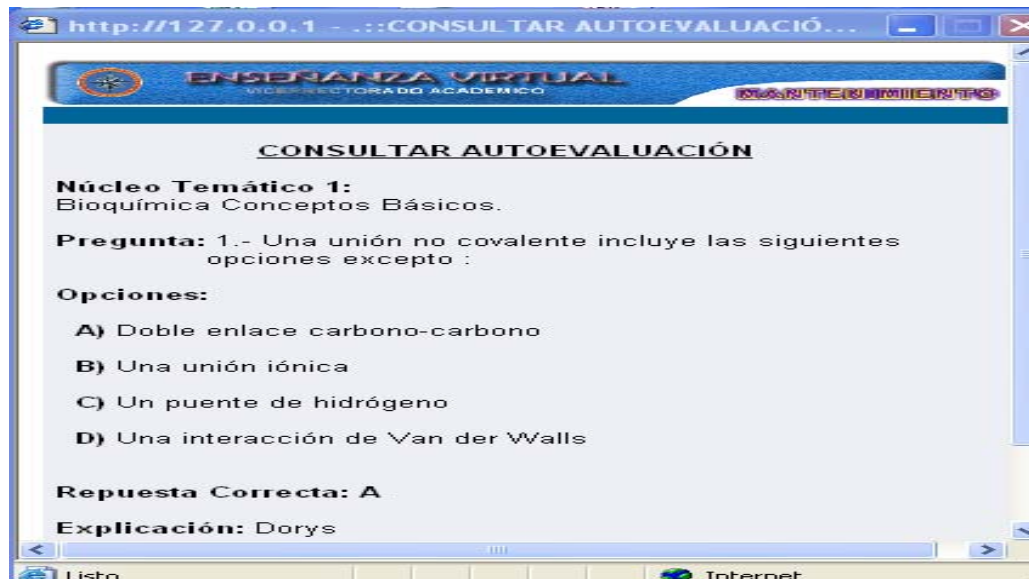 http://127.0.0.1 - .::CONSULTAR AUTOEVALUACIÓ...
ENSEÑANZA VIRTUAL
VICERRECTORADO ACADEMICO
MANTENIMIENTO
CONSULTAR AUTOEVALUACIÓN
Núcleo Temático 1:
Bioquímica Conceptos Básicos.
Pregunta: 1.- Una unión no covalente incluye las siguientes
opciones excepto :
Opciones:
A) Doble enlace carbono-carbono
B) Una unión iónica
C) Un puente de hidrógeno
D) Una interacción de Van der Walls
Repuesta Correcta: A
Explicación: Dorys
Listo
Internet